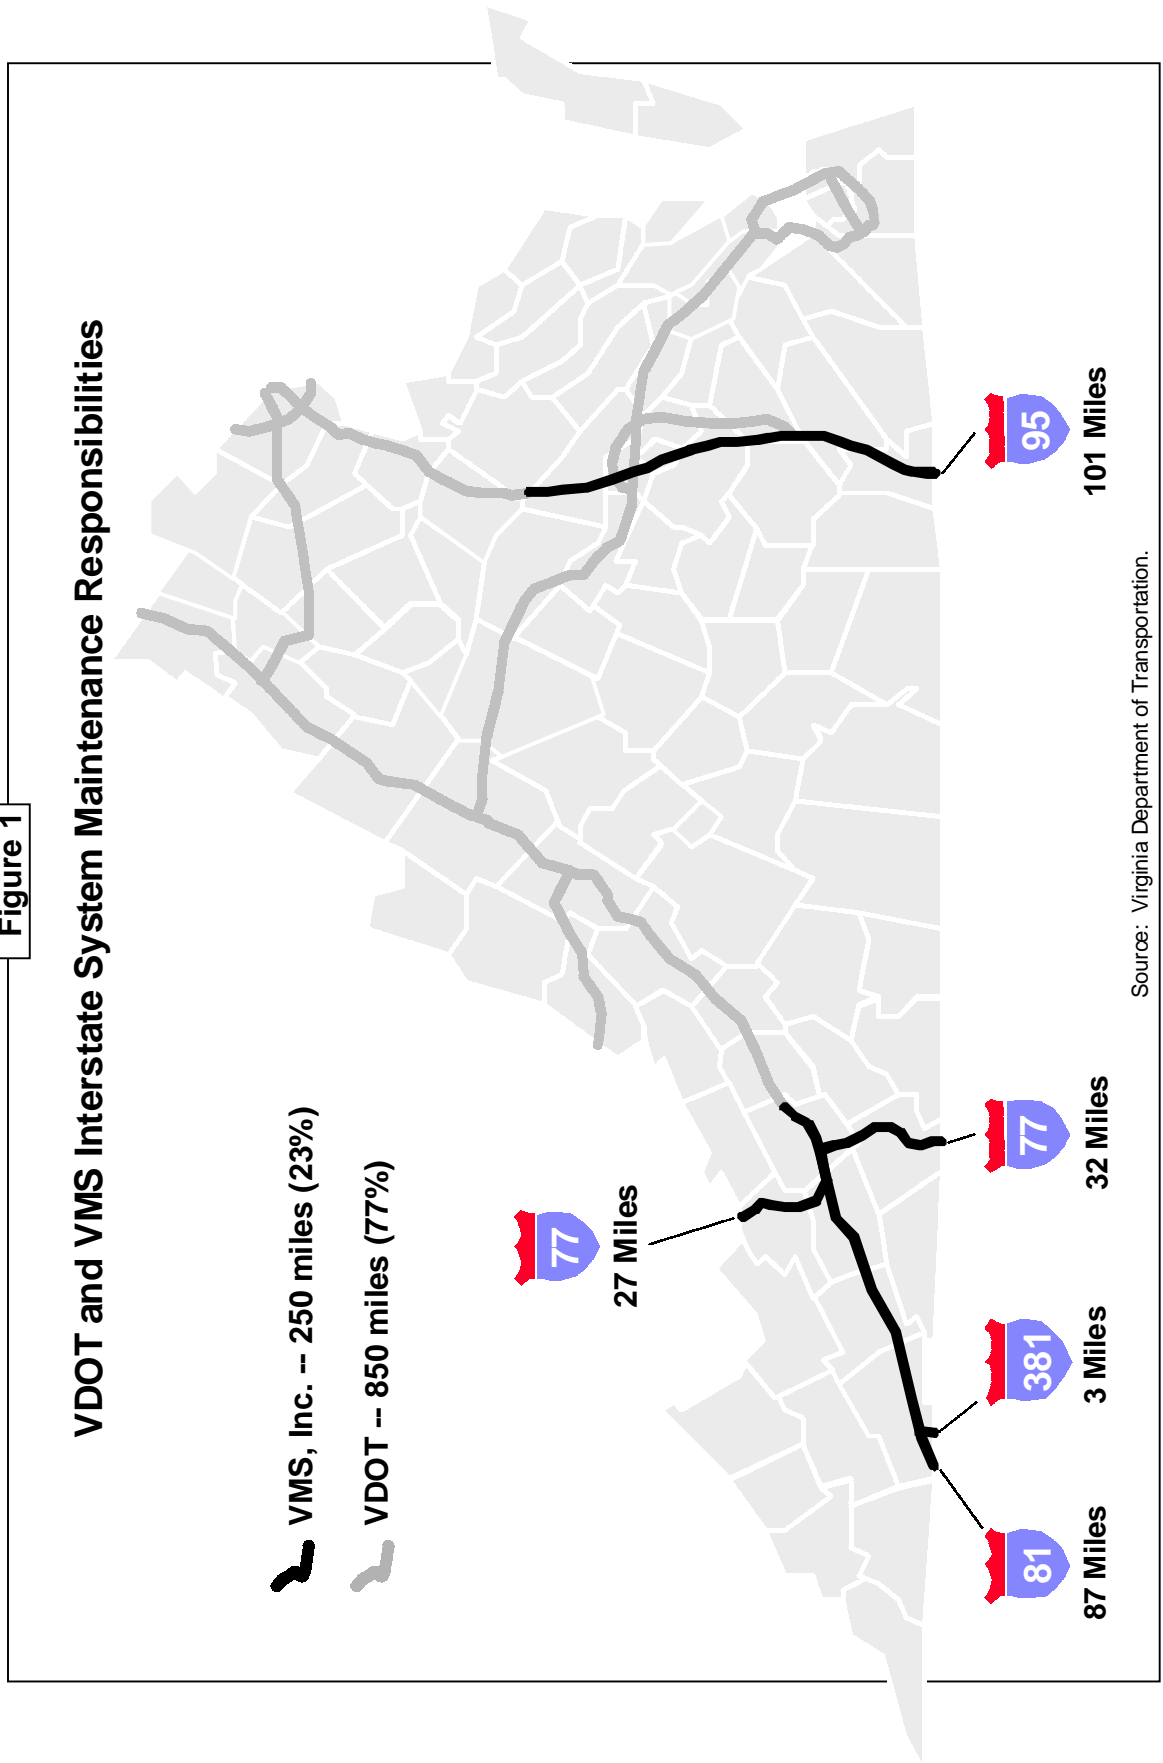 Figure 1
VDOT and VMS Interstate System Maintenance Responsibilities
VMS, Inc. -- 250 miles (23%)
VDOT -- 850 miles (77%)
77
27 Miles
81
87 Miles
381
3 Miles
77
32 Miles
95
101 Miles
Source: Virginia Department of Transportation.